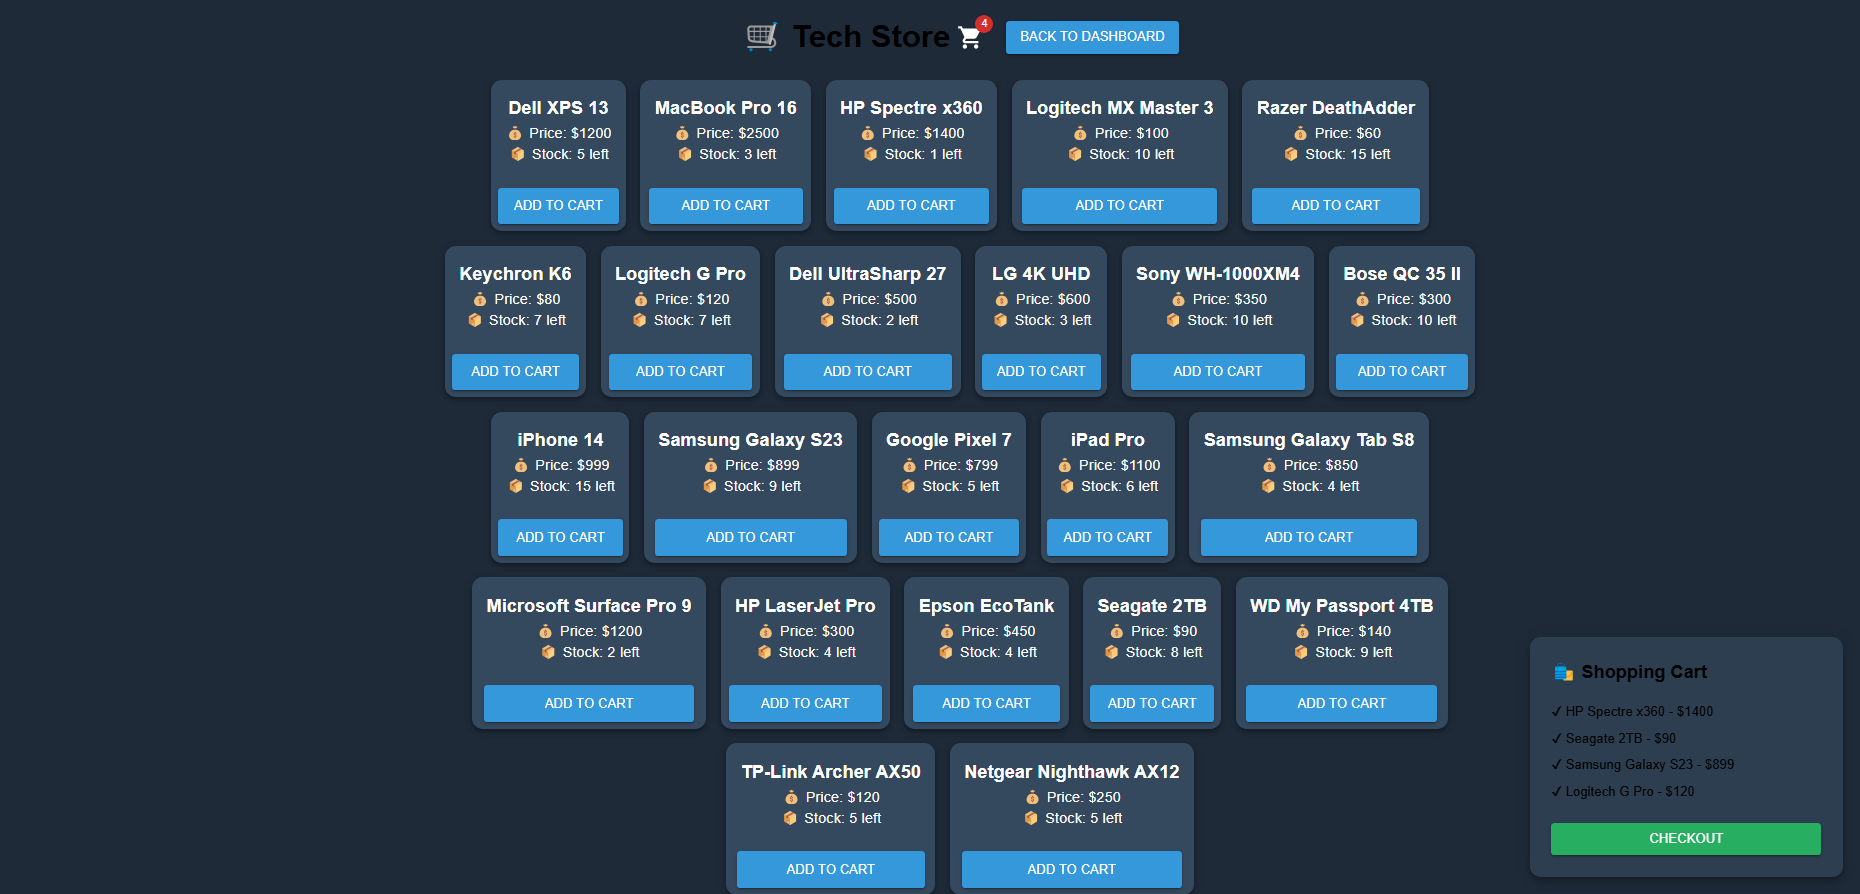 Tech Store
4
BACK TO DASHBOARD
Dell XPS 13
Price: $1200
Stock: 5 left
ADD TO CART
MacBook Pro 16
Price: $2500
Stock: 3 left
ADD TO CART
HP Spectre x360
Price: $1400
Stock: 1 left
ADD TO CART
Logitech MX Master 3
Price: $100
Stock: 10 left
ADD TO CART
Razer DeathAdder
Price: $60
Stock: 15 left
ADD TO CART
Keychron K6
Price: $80
Stock: 7 left
ADD TO CART
Logitech G Pro
Price: $120
Stock: 7 left
ADD TO CART
Dell UltraSharp 27
Price: $500
Stock: 2 left
ADD TO CART
LG 4K UHD
Price: $600
Stock: 3 left
ADD TO CART
Sony WH-1000XM4
Price: $350
Stock: 10 left
ADD TO CART
Bose QC 35 II
Price: $300
Stock: 10 left
ADD TO CART
iPhone 14
Price: $999
Stock: 15 left
ADD TO CART
Samsung Galaxy S23
Price: $899
Stock: 9 left
ADD TO CART
Google Pixel 7
Price: $799
Stock: 5 left
ADD TO CART
iPad Pro
Price: $1100
Stock: 6 left
ADD TO CART
Samsung Galaxy Tab S8
Price: $850
Stock: 4 left
ADD TO CART
Microsoft Surface Pro 9
Price: $1200
Stock: 2 left
ADD TO CART
HP LaserJet Pro
Price: $300
Stock: 4 left
ADD TO CART
Epson EcoTank
Price: $450
Stock: 4 left
ADD TO CART
Seagate 2TB
Price: $90
Stock: 8 left
ADD TO CART
WD My Passport 4TB
Price: $140
Stock: 9 left
ADD TO CART
TP-Link Archer AX50
Price: $120
Stock: 5 left
ADD TO CART
Netgear Nighthawk AX12
Price: $250
Stock: 5 left
ADD TO CART
Shopping Cart
✓ HP Spectre x360 - $1400
✓ Seagate 2TB - $90
✓ Samsung Galaxy S23 - $899
✓ Logitech G Pro - $120
CHECKOUT